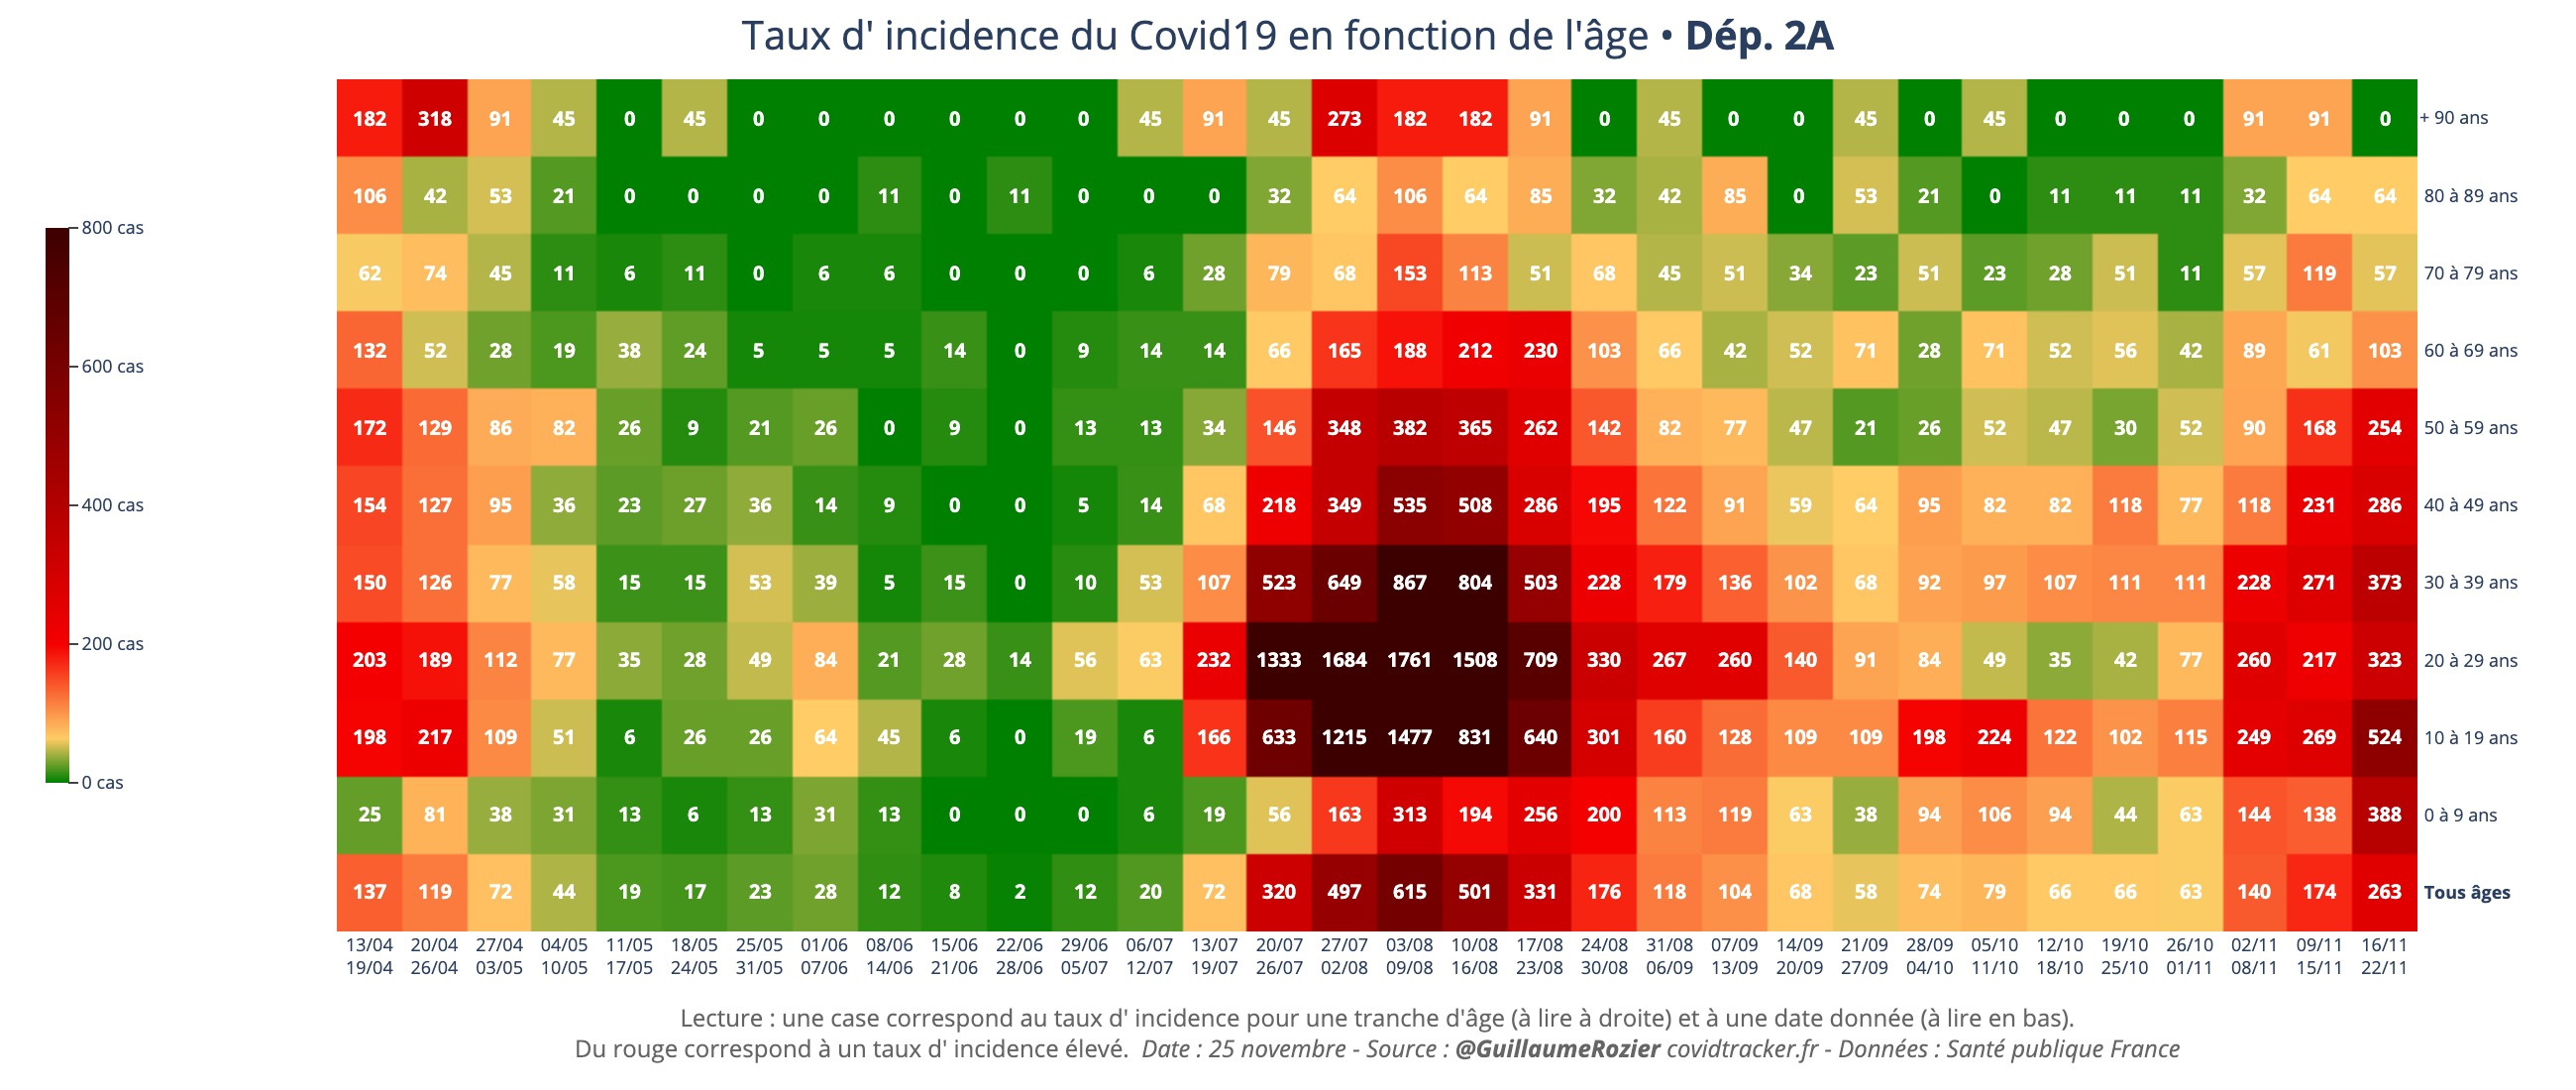 Taux d' incidence du Covid19 en fonction de l'âge • Dép. 2A
800 cas
600 cas
400 cas
200 cas
0 cas
182 318 91 45 0 45 0 0 0 0 0 0 45 91 45 273 182 182 91 0 45 0 0 45 0 45 0 0 0 91 91 0 + 90 ans
106 42 53 21 0 0 0 0 11 0 11 0 0 0 32 64 106 64 85 32 42 85 0 53 21 0 11 11 11 32 64 64 80 à 89 ans
62 74 45 11 6 11 0 6 6 0 0 0 6 28 79 68 153 113 51 68 45 51 34 23 51 23 28 51 11 57 119 57 70 à 79 ans
132 52 28 19 38 24 5 5 5 14 0 9 14 14 66 165 188 212 230 103 66 42 52 71 28 71 52 56 42 89 61 103 60 à 69 ans
172 129 86 82 26 9 21 26 0 9 0 13 13 34 146 348 382 365 262 142 82 77 47 21 26 52 47 30 52 90 168 254 50 à 59 ans
154 127 95 36 23 27 36 14 9 0 0 5 14 68 218 349 535 508 286 195 122 91 59 64 95 82 82 118 77 118 231 286 40 à 49 ans
150 126 77 58 15 15 53 39 5 15 0 10 53 107 523 649 867 804 503 228 179 136 102 68 92 97 107 111 111 228 271 373 30 à 39 ans
203 189 112 77 35 28 49 84 21 28 14 56 63 232 1333 1684 1761 1508 709 330 267 260 140 91 84 49 35 42 77 260 217 323 20 à 29 ans
198 217 109 51 6 26 26 64 45 6 0 19 6 166 633 1215 1477 831 640 301 160 128 109 109 198 224 122 102 115 249 269 524 10 à 19 ans
25 81 38 31 13 6 13 31 13 0 0 0 6 19 56 163 313 194 256 200 113 119 63 38 94 106 94 44 63 144 138 388 0 à 9 ans
137 119 72 44 19 17 23 28 12 8 2 12 20 72 320 497 615 501 331 176 118 104 68 58 74 79 66 66 63 140 174 263 Tous âges
13/04 20/04 27/04 04/05 11/05 18/05 25/05 01/06 08/06 15/06 22/06 29/06 06/07 13/07 20/07 27/07 03/08 10/08 17/08 24/08 31/08 07/09 14/09 21/09 28/09 05/10 12/10 19/10 26/10 02/11 09/11 16/11
19/04 26/04 03/05 10/05 17/05 24/05 31/05 07/06 14/06 21/06 28/06 05/07 12/07 19/07 26/07 02/08 09/08 16/08 23/08 30/08 06/09 13/09 20/09 27/09 04/10 11/10 18/10 25/10 01/11 08/11 15/11 22/11
Lecture : une case correspond au taux d' incidence pour une tranche d'âge (à lire à droite) et à une date donnée (à lire en bas).
Du rouge correspond à un taux d' incidence élevé. Date : 25 novembre - Source : @GuillaumeRozier covidtracker.fr - Données : Santé publique France